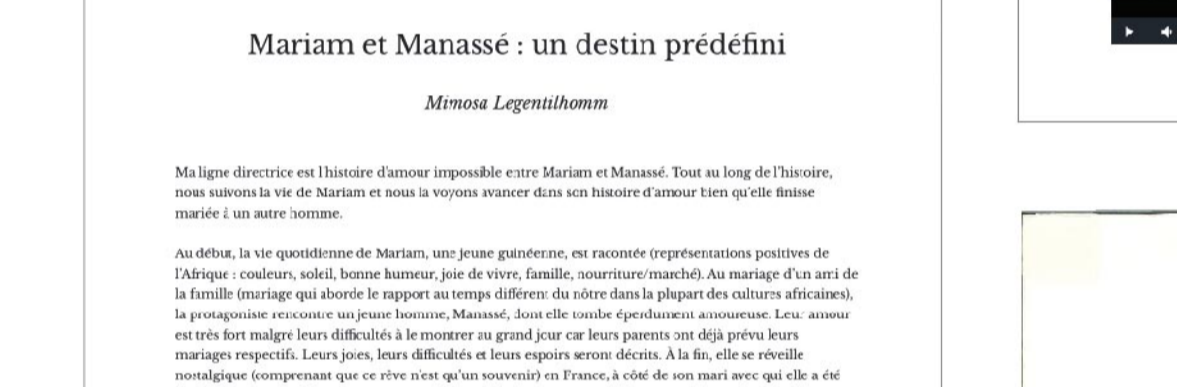 Mariam et Manassé : un destin prédéfini
Mimosa Legentilhomm
Ma ligne directrice est l'histoire d'amour impossible entre Mariam et Manassé. Tout au long de l'histoire,
nous suivons la vie de Mariam et nous la voyons avancer dans son histoire d'amour bien qu'elle finisse
mariée à un autre homme.
Au début, la vie quotidienne de Mariam, une jeune guinéenne, est racontée (représentations positives de
l'Afrique : couleurs, soleil, bonne humeur, joie de vivre, famille, nourriture/marché). Au mariage d'un ami de
la famille (mariage qui aborde le rapport au temps différent du nôtre dans la plupart des cultures africaines),
la protagoniste rencontre un jeune homme, Manassé, dont elle tombe éperdument amoureuse. Leur amour
est très fort malgré leurs difficultés à le montrer au grand jour car leurs parents ont déjà prévu leurs
mariages respectifs. Leurs joies, leurs difficultés et leurs espoirs seront décrits. À la fin, elle se réveille
nostalgique (comprenant que ce rêve n'est qu'un souvenir) en France, à côté de son mari avec qui elle a été